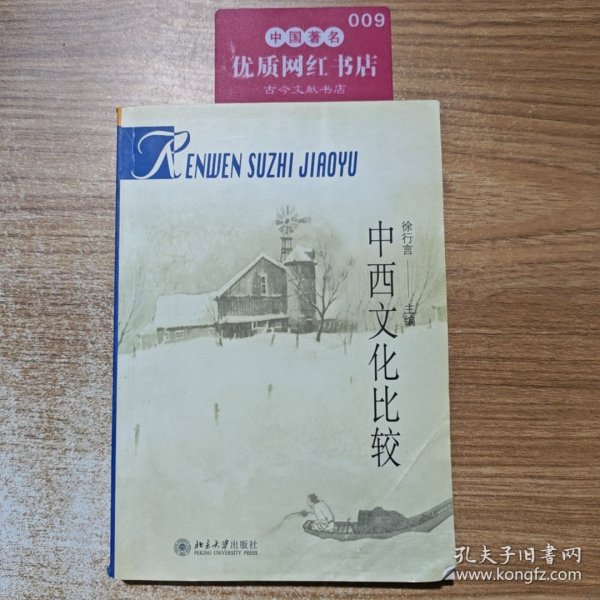 009
中国著名
优质网红书店
古今文献书店
RENWEN SUZHI JIAOYU
徐行言 —— 主编
中西文化比较
北京大学出版社
PEKING UNIVERSITY PRESS
孔夫子旧书网
www.kongfz.com